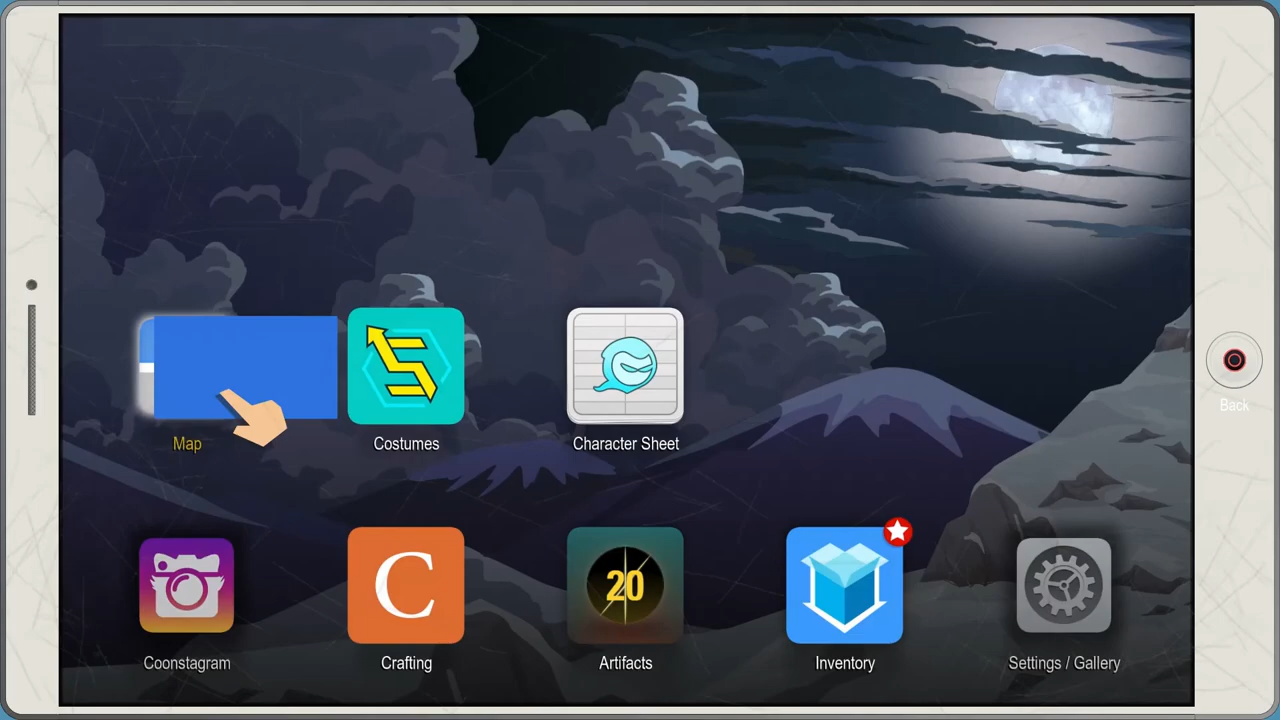 Back
Map
Costumes
Character Sheet
C
20
Coonstagram
Crafting
Artifacts
Inventory
Settings / Gallery